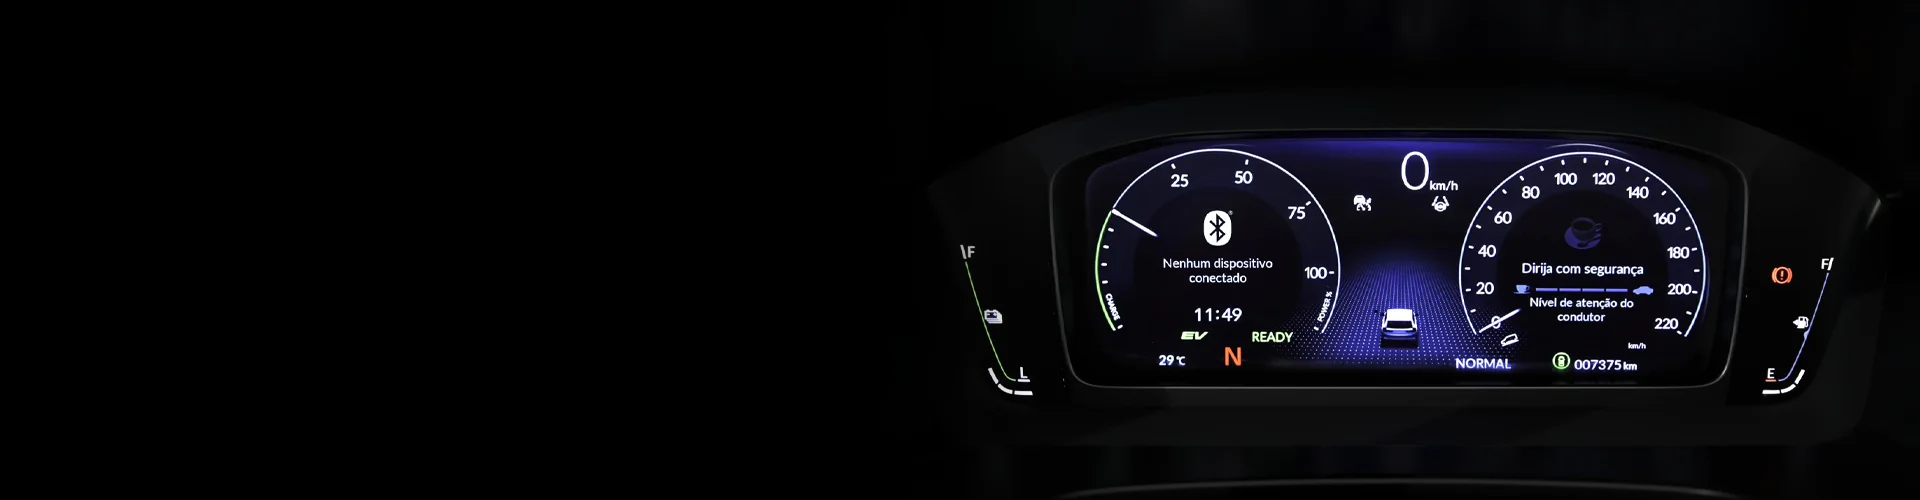 F
L
CHARGE
25
50
75
100
POWER %
Nenhum dispositivo
conectado
11:49
EV
READY
29°C
N
0 km/h
0
20
40
60
80
100
120
140
160
180
200
220
km/h
Dirija com segurança
Nível de atenção do
condutor
NORMAL
007375 km
F
E